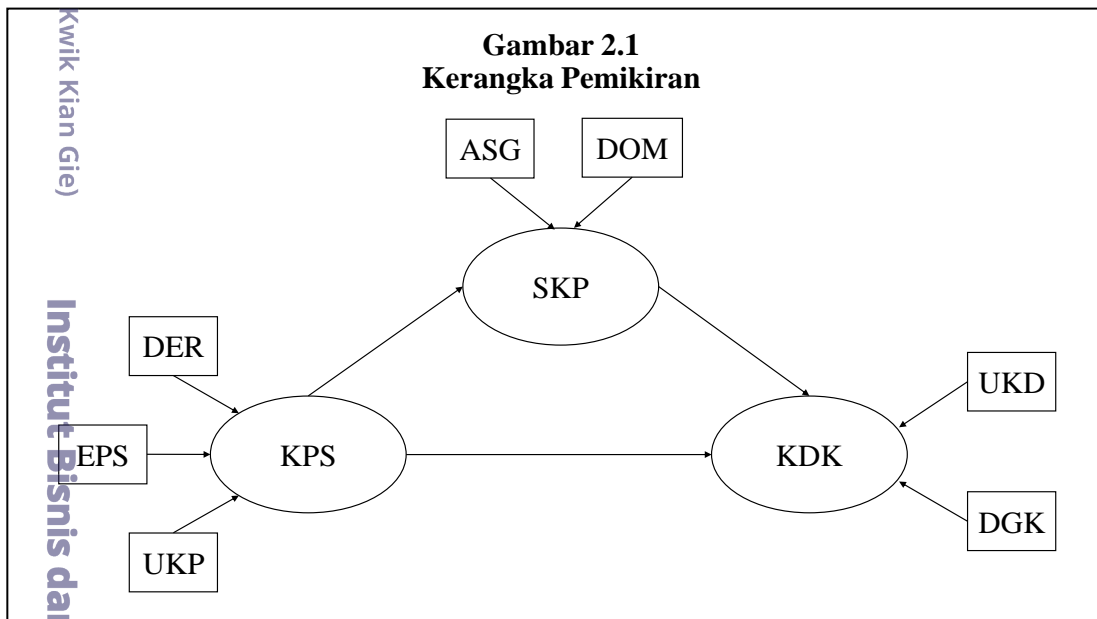 Gambar 2.1
Kerangka Pemikiran
ASG
DOM
SKP
DER
EPS
UKP
KPS
KDK
UKD
DGK
Kwik Kian Gie)
Institut Bisnis dan